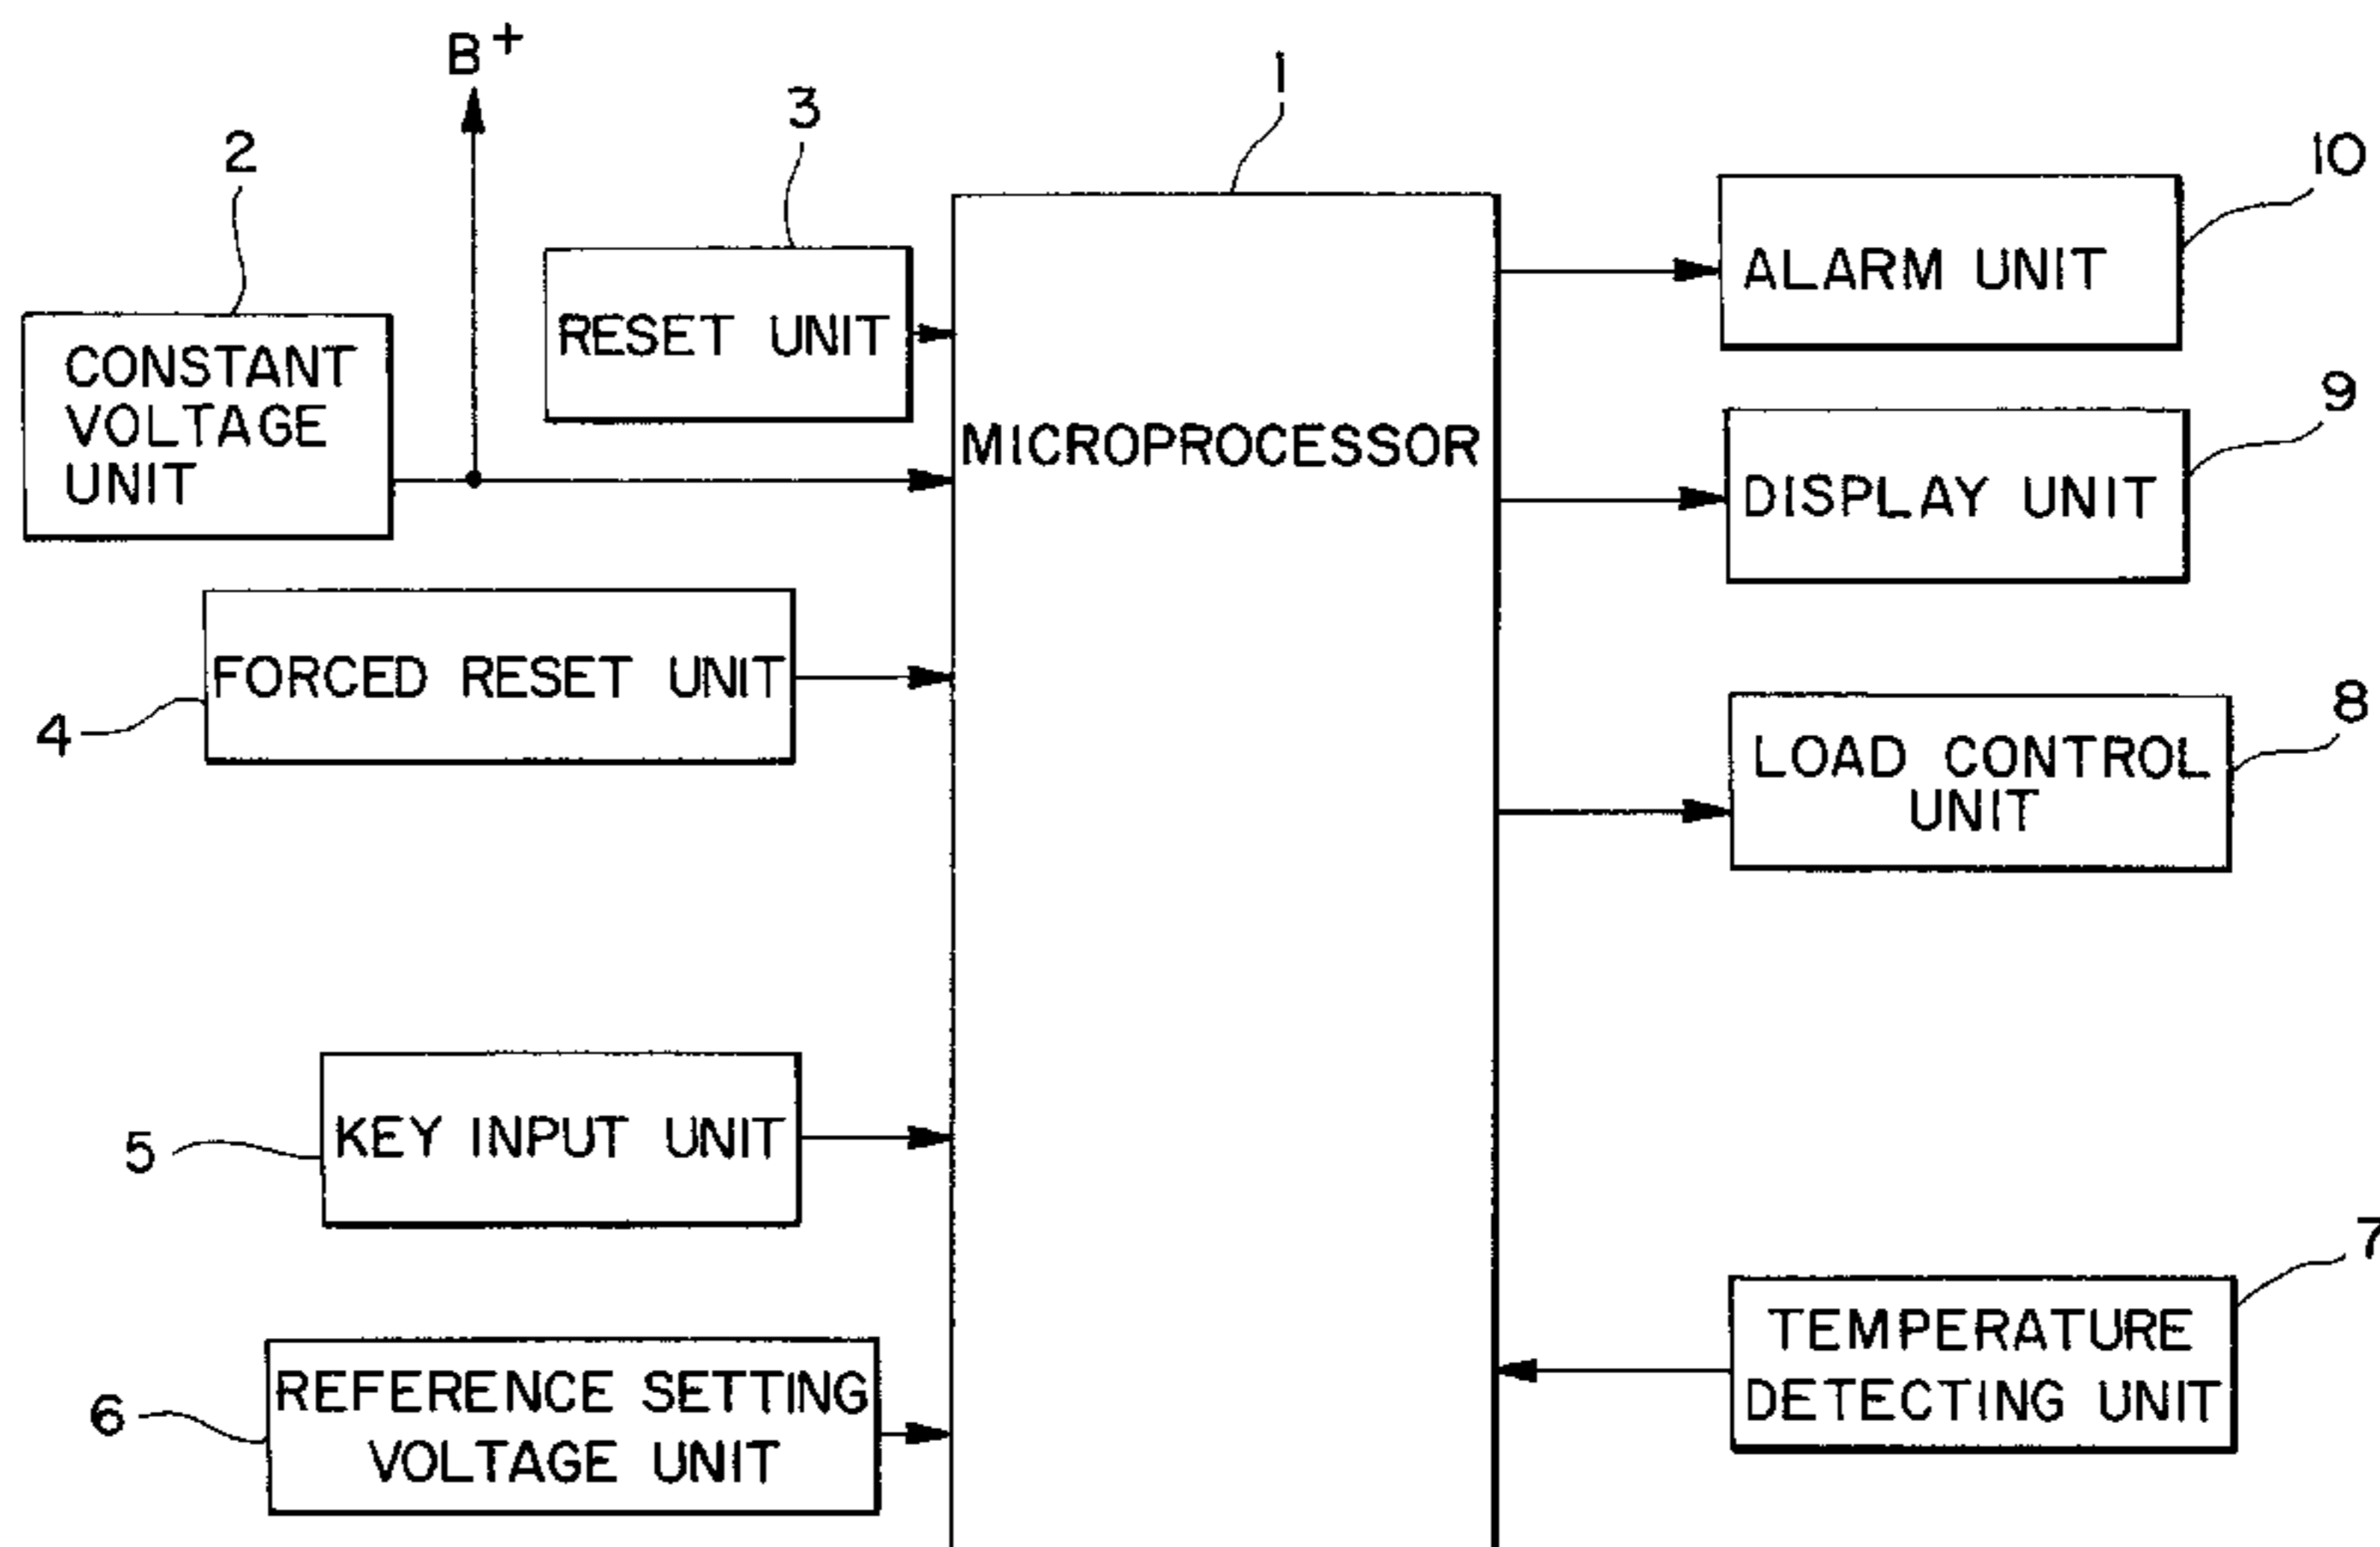 B+
1
3
2
10
ALARM UNIT
RESET UNIT
CONSTANT
VOLTAGE
UNIT
9
MICROPROCESSOR
DISPLAY UNIT
FORCED RESET UNIT
4
8
LOAD CONTROL
UNIT
KEY INPUT UNIT
5
7
TEMPERATURE
DETECTING UNIT
REFERENCE SETTING
VOLTAGE UNIT
6